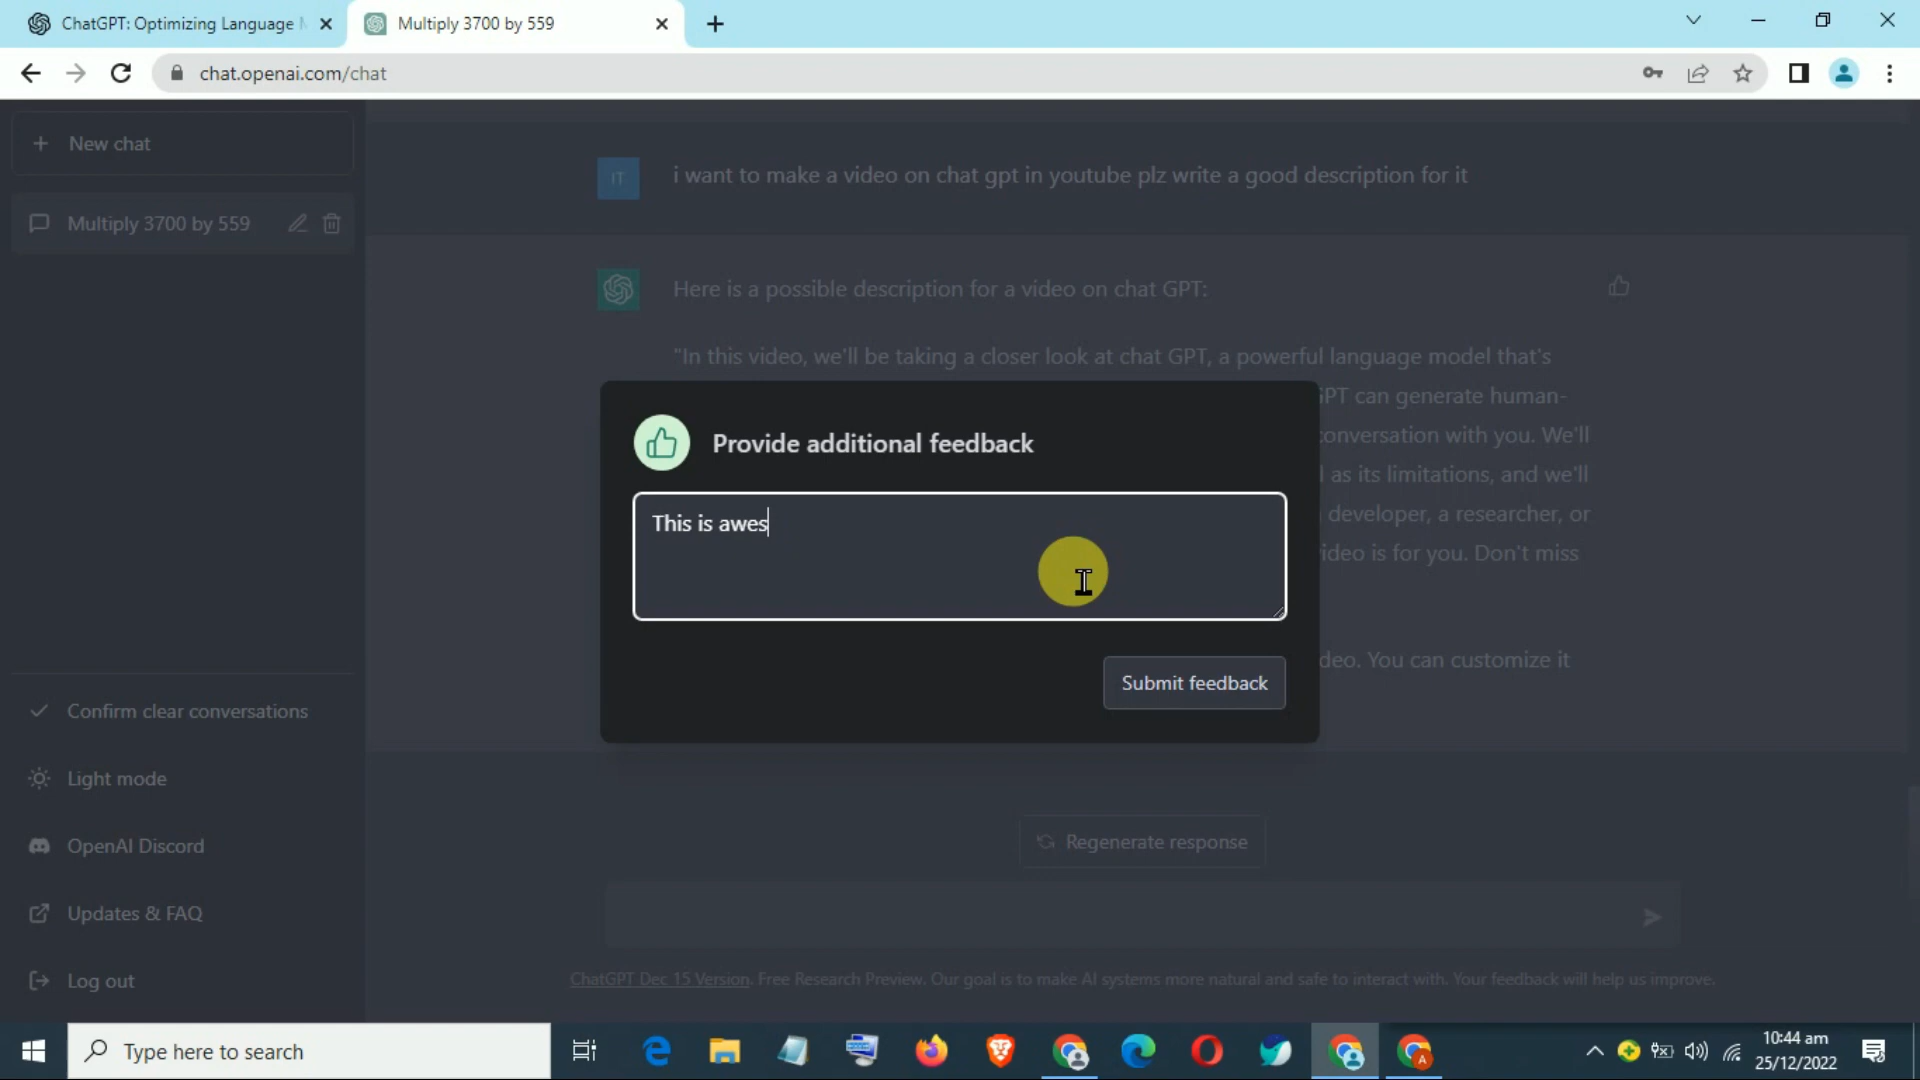 ChatGPT: Optimizing Language
Multiply 3700 by 559
chat.openai.com/chat
New chat
Multiply 3700 by 559
Confirm clear conversations
Light mode
OpenAI Discord
Updates & FAQ
Log out
IT
i want to make a video on chat gpt in youtube plz write a good description for it
Here is a possible description for a video on chat GPT:
"In this video, we'll be taking a closer look at chat GPT, a powerful language model that's
GPT can generate human-
conversation with you. We'll
as its limitations, and we'll
developer, a researcher, or
video is for you. Don't miss
video. You can customize it
Provide additional feedback
This is awes
Submit feedback
Regenerate response
ChatGPT Dec 15 Version. Free Research Preview. Our goal is to make AI systems more natural and safe to interact with. Your feedback will help us improve.
Type here to search
A
10:44 am
25/12/2022